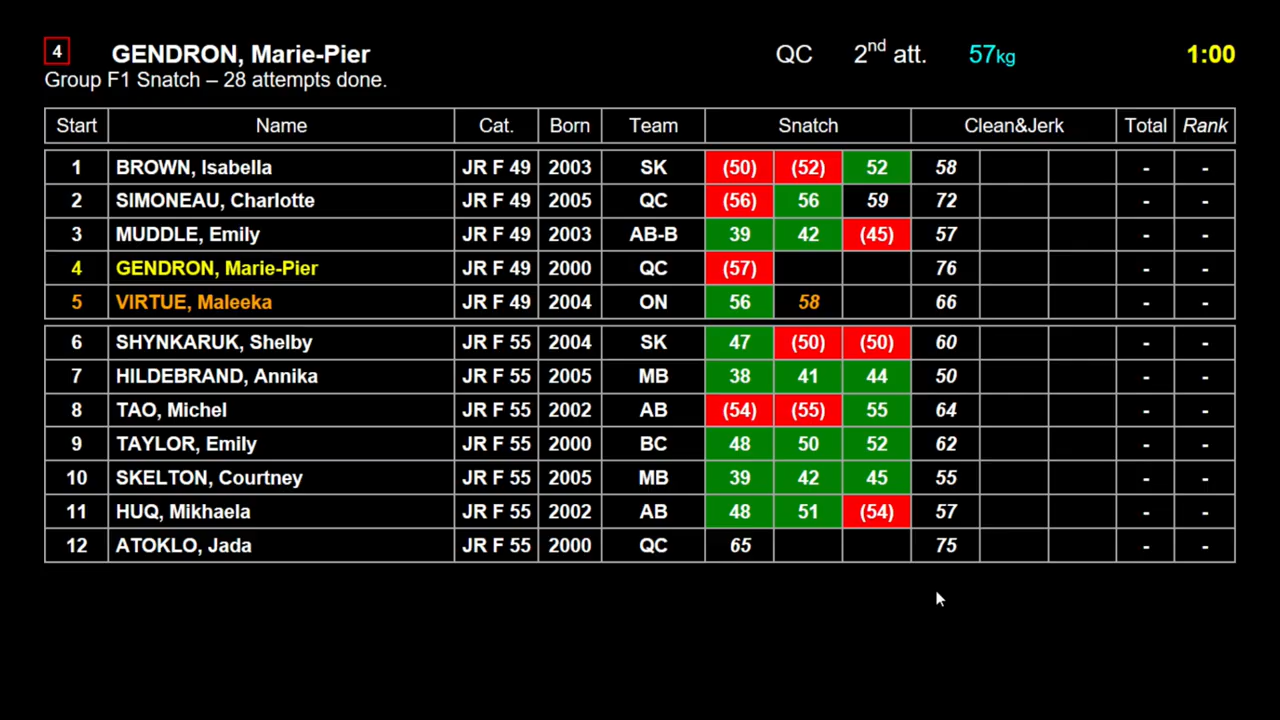 4 GENDRON, Marie-Pier QC 2nd att. 57kg 1:00
Group F1 Snatch – 28 attempts done.
Start Name Cat. Born Team Snatch Clean&Jerk Total Rank
1 BROWN, Isabella JR F 49 2003 SK (50) (52) 52 58 - -
2 SIMONEAU, Charlotte JR F 49 2005 QC (56) 56 59 72 - -
3 MUDDLE, Emily JR F 49 2003 AB-B 39 42 (45) 57 - -
4 GENDRON, Marie-Pier JR F 49 2000 QC (57) 76 - -
5 VIRTUE, Maleeka JR F 49 2004 ON 56 58 66 - -
6 SHYNKARUK, Shelby JR F 55 2004 SK 47 (50) (50) 60 - -
7 HILDEBRAND, Annika JR F 55 2005 MB 38 41 44 50 - -
8 TAO, Michel JR F 55 2002 AB (54) (55) 55 64 - -
9 TAYLOR, Emily JR F 55 2000 BC 48 50 52 62 - -
10 SKELTON, Courtney JR F 55 2005 MB 39 42 45 55 - -
11 HUQ, Mikhaela JR F 55 2002 AB 48 51 (54) 57 - -
12 ATOKLO, Jada JR F 55 2000 QC 65 75 - -